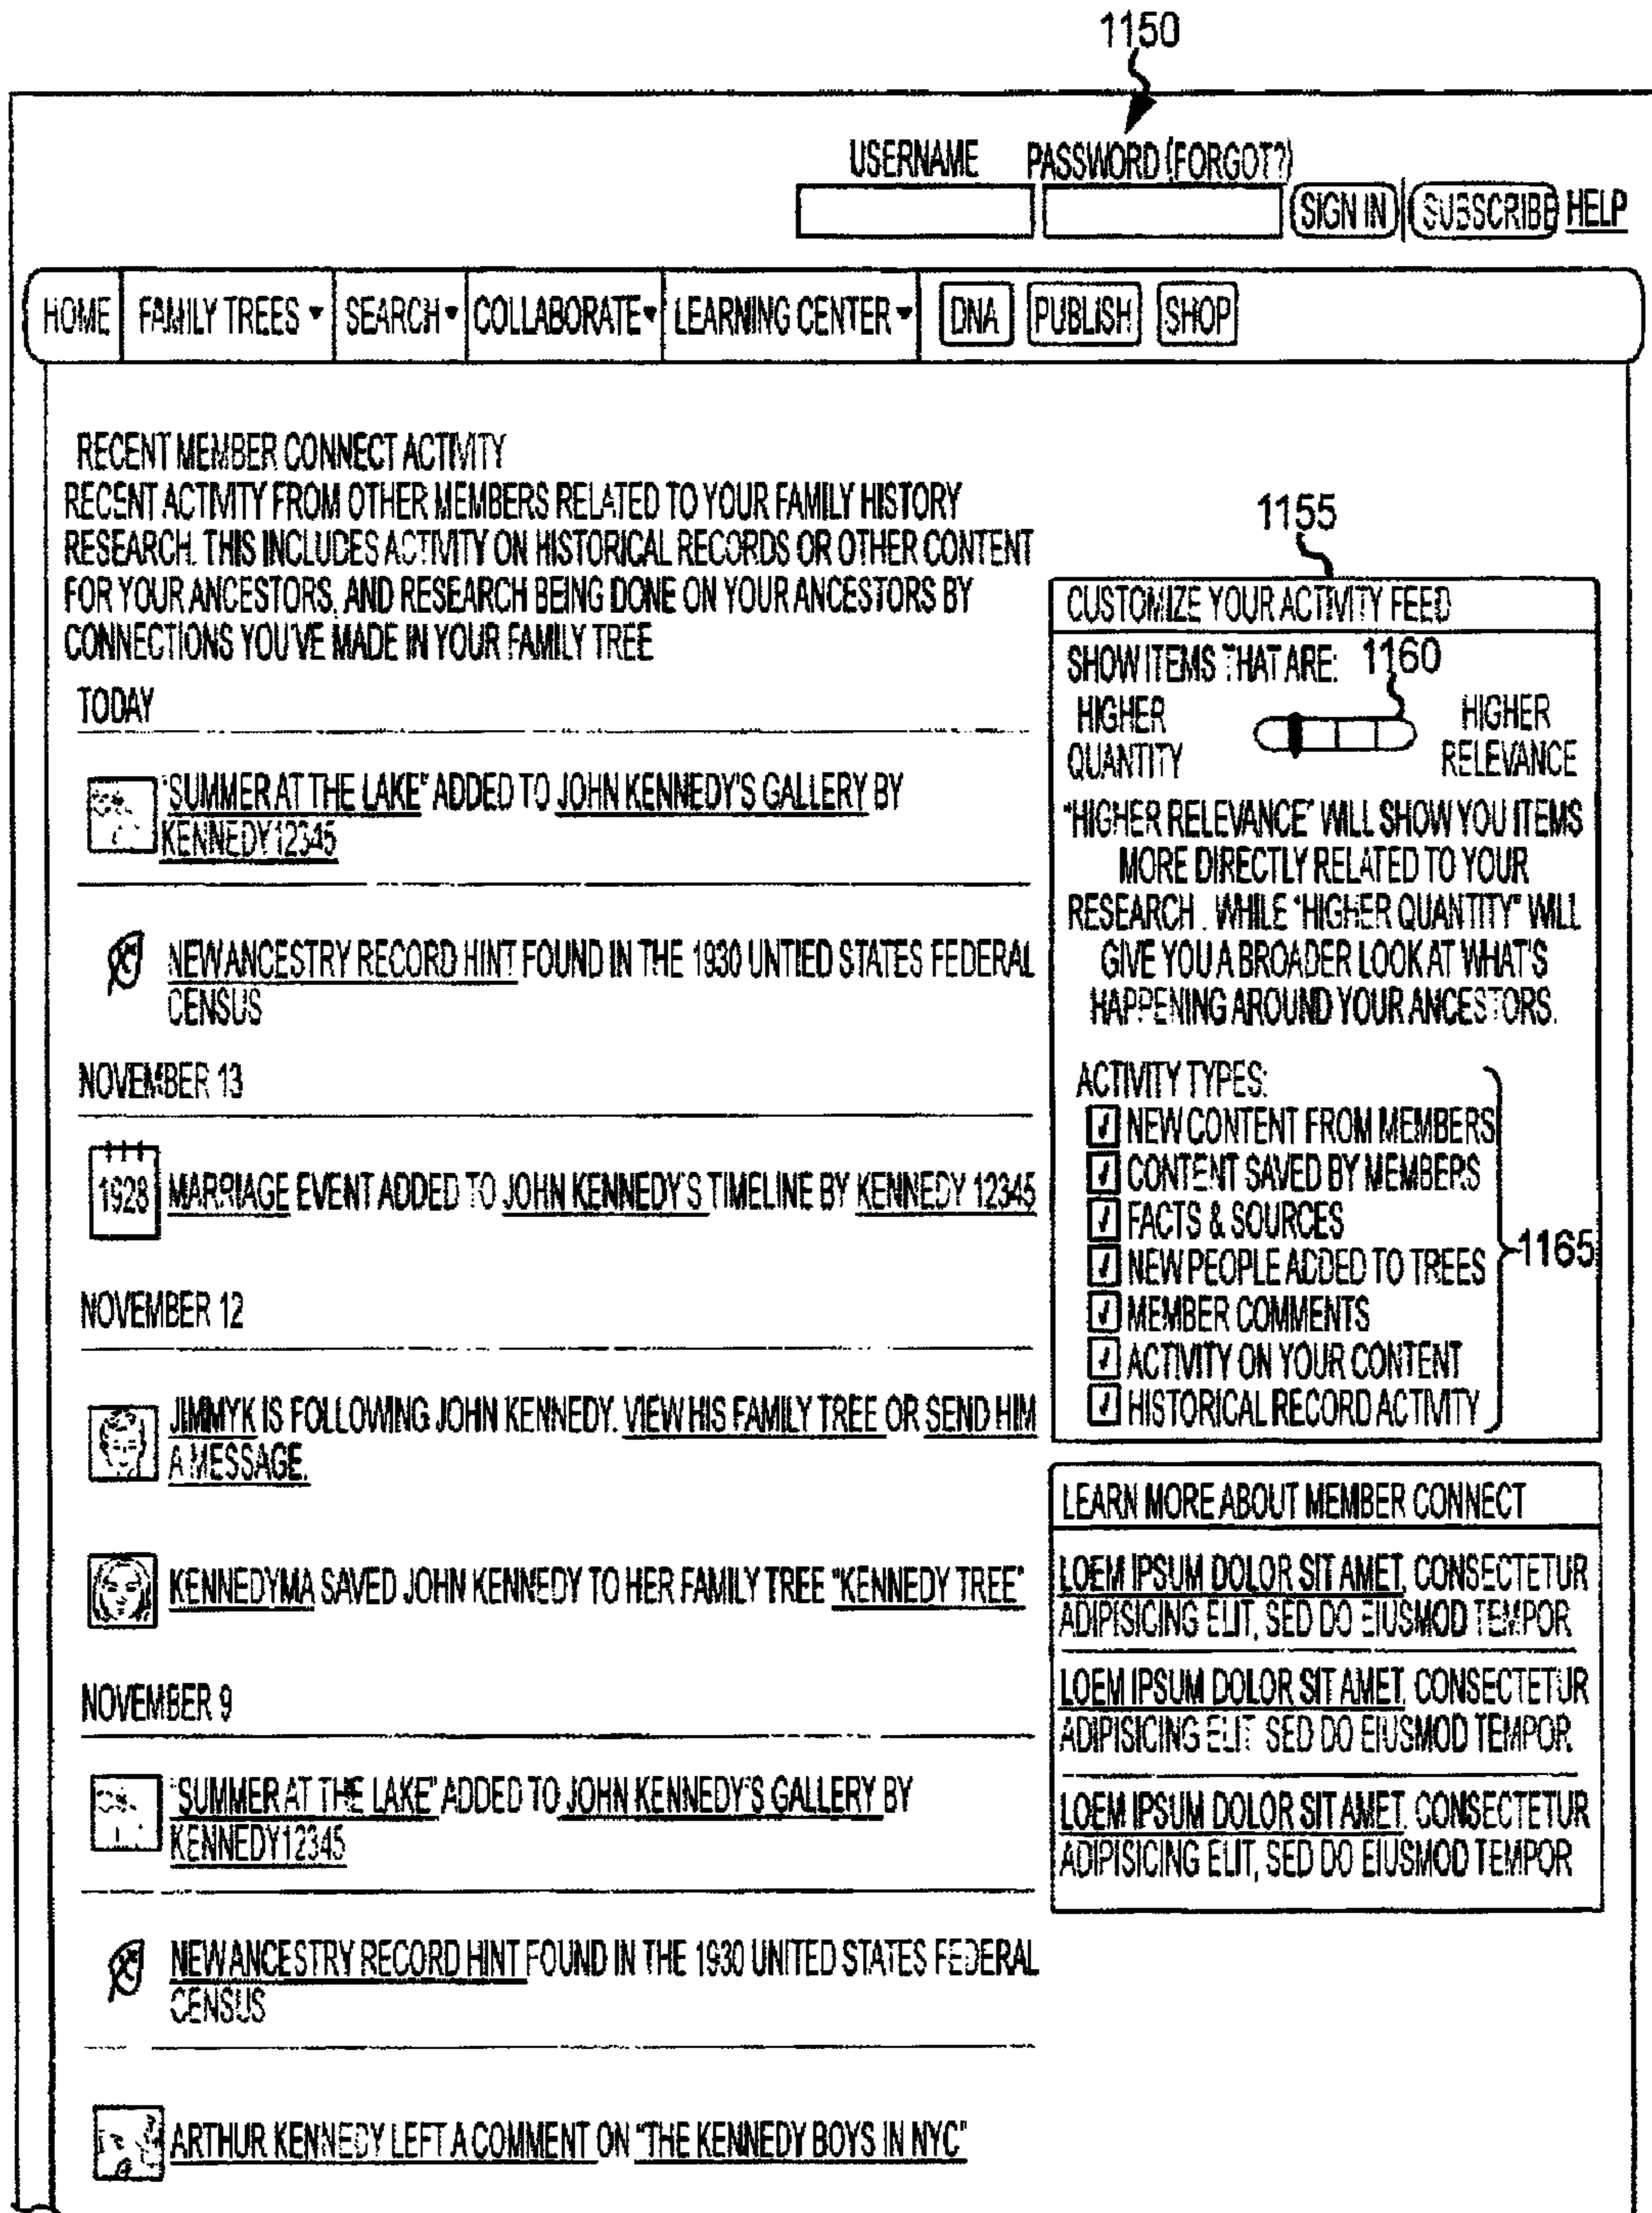 1150
USERNAME PASSWORD (FORGOT?)
SIGN IN SUBSCRIBE HELP
HOME FAMILY TREES SEARCH COLLABORATE LEARNING CENTER DNA PUBLISH SHOP
RECENT MEMBER CONNECT ACTIVITY
RECENT ACTIVITY FROM OTHER MEMBERS RELATED TO YOUR FAMILY HISTORY
RESEARCH. THIS INCLUDES ACTIVITY ON HISTORICAL RECORDS OR OTHER CONTENT
FOR YOUR ANCESTORS, AND RESEARCH BEING DONE ON YOUR ANCESTORS BY
CONNECTIONS YOU'VE MADE IN YOUR FAMILY TREE
TODAY
"SUMMER AT THE LAKE" ADDED TO JOHN KENNEDY'S GALLERY BY
KENNEDY12345
NEW ANCESTRY RECORD HINT FOUND IN THE 1930 UNTIED STATES FEDERAL
CENSUS
NOVEMBER 13
1928 MARRIAGE EVENT ADDED TO JOHN KENNEDY'S TIMELINE BY KENNEDY 12345
NOVEMBER 12
JIMMYK IS FOLLOWING JOHN KENNEDY. VIEW HIS FAMILY TREE OR SEND HIM
A MESSAGE.
KENNEDYMA SAVED JOHN KENNEDY TO HER FAMILY TREE "KENNEDY TREE"
NOVEMBER 9
"SUMMER AT THE LAKE" ADDED TO JOHN KENNEDY'S GALLERY BY
KENNEDY12345
NEW ANCESTRY RECORD HINT FOUND IN THE 1930 UNITED STATES FEDERAL
CENSUS
ARTHUR KENNEDY LEFT A COMMENT ON "THE KENNEDY BOYS IN NYC"
1155
CUSTOMIZE YOUR ACTIVITY FEED
SHOW ITEMS THAT ARE: 1160
HIGHER QUANTITY
HIGHER RELEVANCE
"HIGHER RELEVANCE" WILL SHOW YOU ITEMS
MORE DIRECTLY RELATED TO YOUR
RESEARCH. WHILE "HIGHER QUANTITY" WILL
GIVE YOU A BROADER LOOK AT WHAT'S
HAPPENING AROUND YOUR ANCESTORS.
ACTIVITY TYPES:
NEW CONTENT FROM MEMBERS
CONTENT SAVED BY MEMBERS
FACTS & SOURCES
NEW PEOPLE ADDED TO TREES
MEMBER COMMENTS
ACTIVITY ON YOUR CONTENT
HISTORICAL RECORD ACTIVITY
1165
LEARN MORE ABOUT MEMBER CONNECT
LOEM IPSUM DOLOR SIT AMET, CONSECTETUR
ADIPISICING ELIT, SED DO EIUSMOD TEMPOR
LOEM IPSUM DOLOR SIT AMET, CONSECTETUR
ADIPISICING ELIT SED DO EIUSMOD TEMPOR
LOEM IPSUM DOLOR SIT AMET, CONSECTETUR
ADIPISICING ELIT, SED DO EIUSMOD TEMPOR